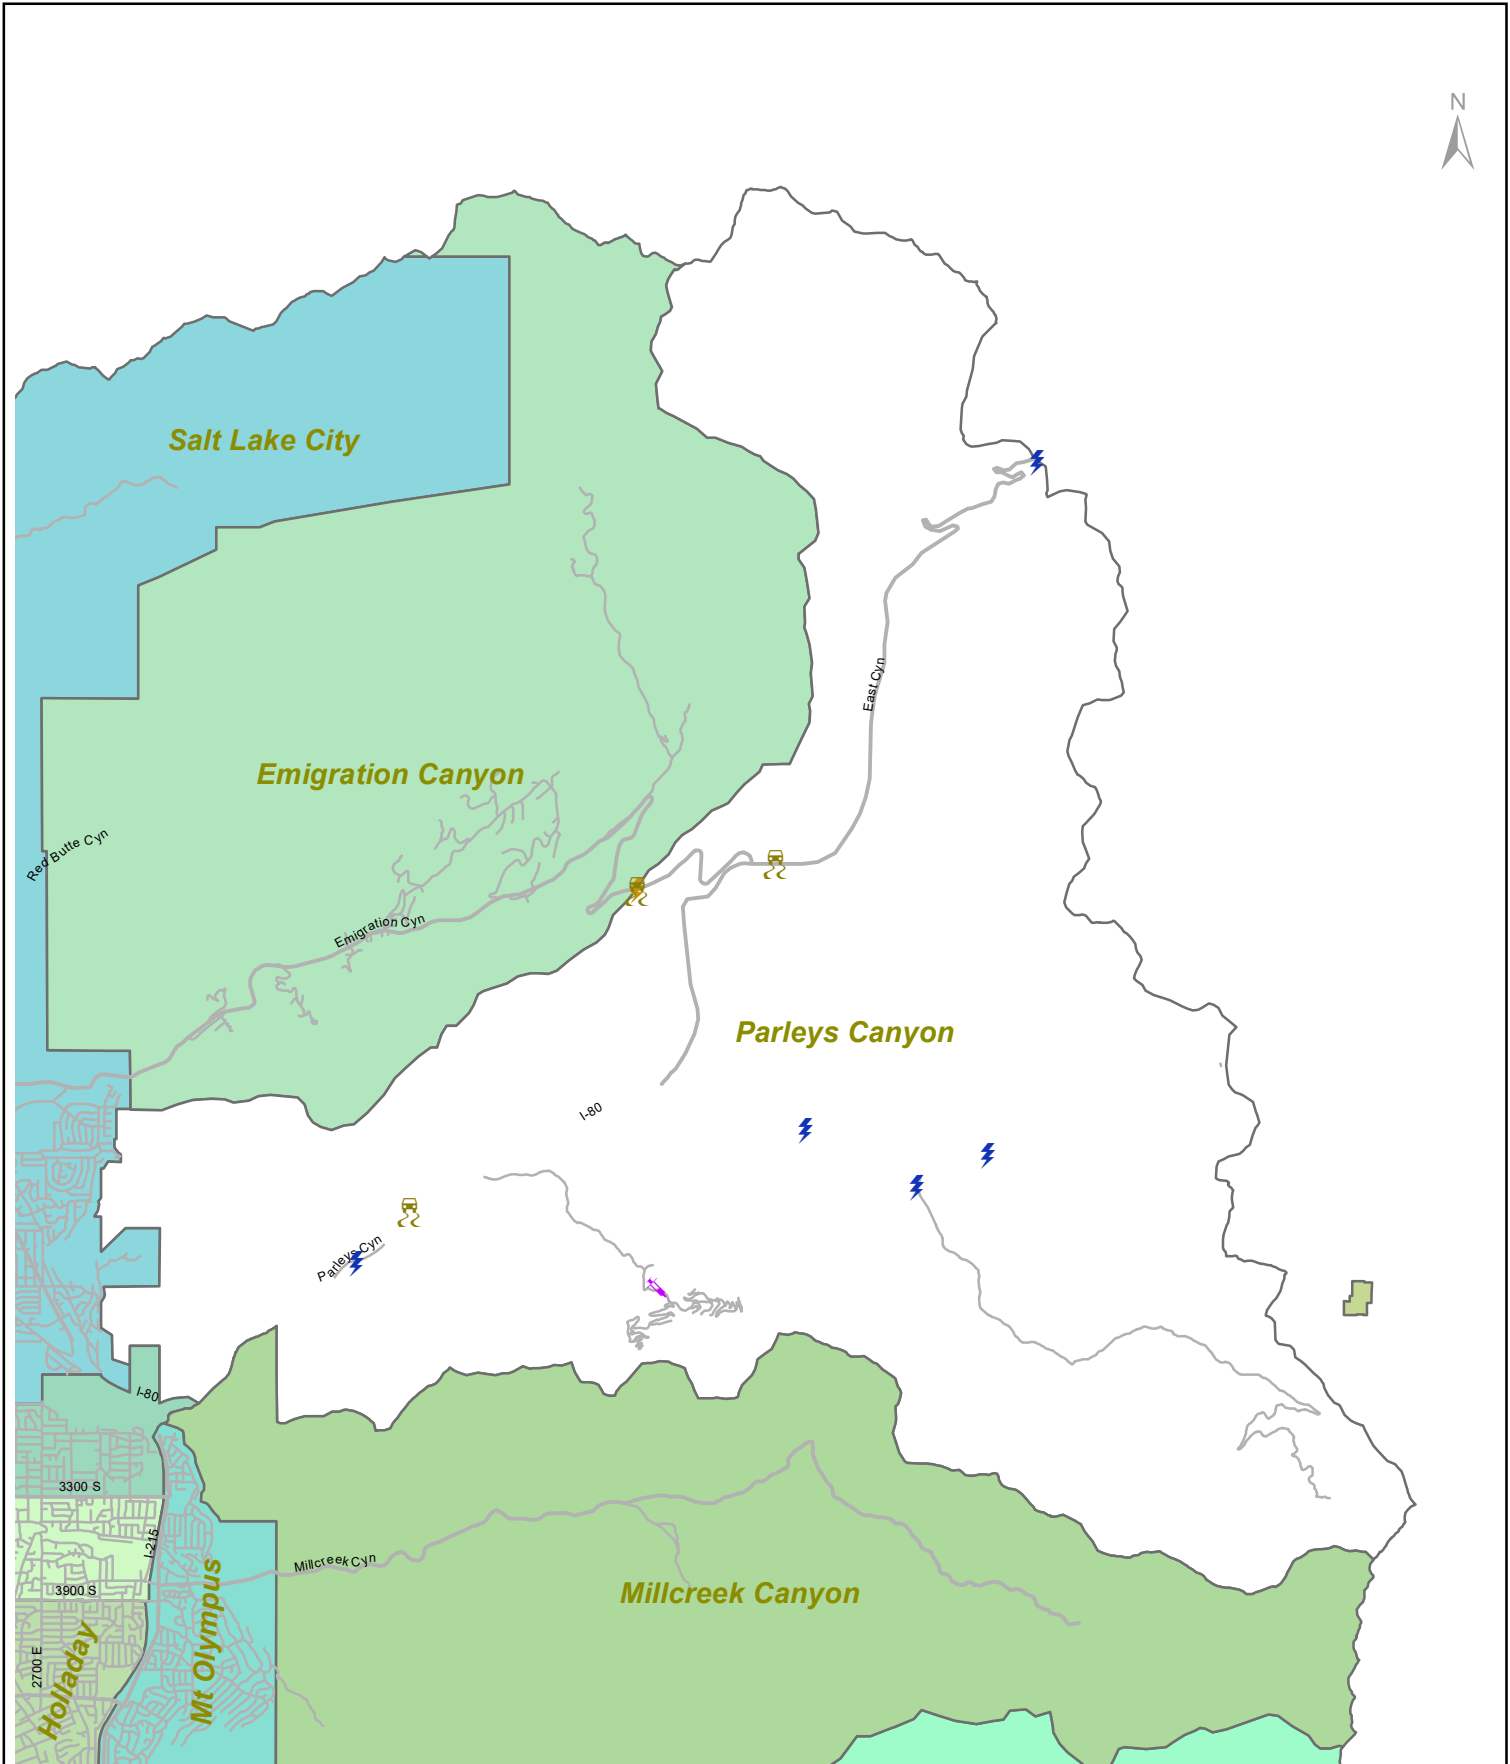 N
Salt Lake City
East Cyn
Emigration Canyon
Red Butte Cyn
Emigration Cyn
Parleys Canyon
I-80
Parleys Cyn
I-80
3300 S
I-215
Millcreek Cyn
3900 S
Millcreek Canyon
Mt Olympus
2700 E
Holladay